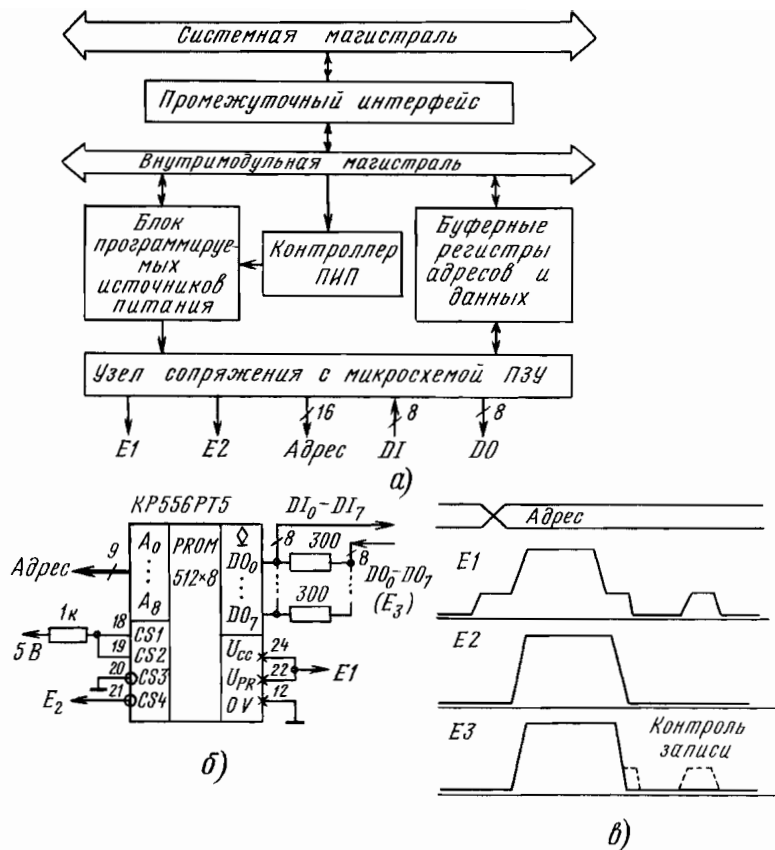 Системная магистраль
Промежуточный интерфейс
Внутримодульная магистраль
Блок
программируе-
мых
источников
питания
Контроллер
ПИП
Буферные
регистры
адресов и
данных
Узел сопряжения с микросхемой ПЗУ
16
8
8
E1
E2
Адрес
DI
DO
а)
КР556РТ5
Адрес
9
A0
⋮
A8
PROM
512×8
DO0
⋮
DO7
DI0-DI7
8
300
8
300
DO0-DO7
(E3)
1к
5 В
18
CS1
19
CS2
20
CS3
21
CS4
E2
UCC
24
UPR
22
0V
12
E1
б)
Адрес
E1
E2
E3
Контроль
записи
в)